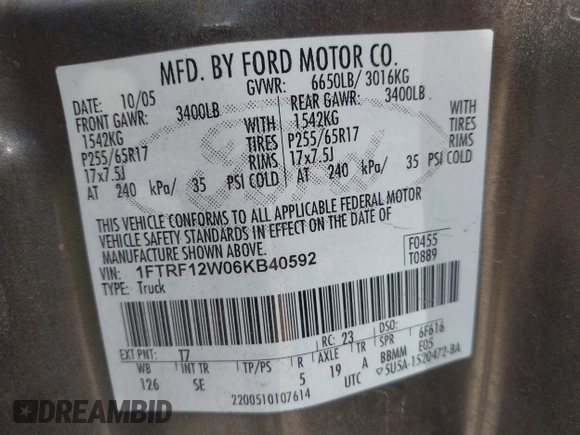 MFD. BY FORD MOTOR CO.
DATE: 10/05 GVWR: 6650LB/ 3016KG
FRONT GAWR: 3400LB REAR GAWR: 3400LB
1542KG WITH 1542KG WITH
P255/65R17 TIRES P255/65R17 TIRES
17x7.5J RIMS 17x7.5J RIMS
AT 240 kPa/ 35 PSI COLD AT 240 kPa/ 35 PSI COLD
THIS VEHICLE CONFORMS TO ALL APPLICABLE FEDERAL MOTOR
VEHICLE SAFETY STANDARDS IN EFFECT ON THE DATE OF
MANUFACTURE SHOWN ABOVE.
VIN: 1FTRF12W06KB40592 F0455
TYPE: Truck T0889
EXT PNT: T7 RC: 23 DSO:
WB INT TR TP/PS R AXLE TR SPR 6F616
126 SE 5 19 A BBMM E05
UTC 5U5A-1520472-BA
2200510107614
Ford
DREAMBID